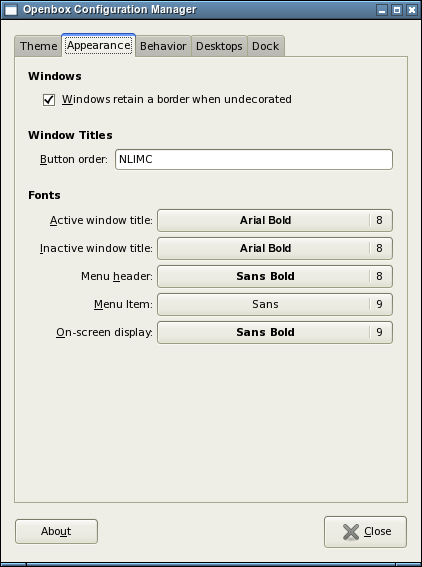 Openbox Configuration Manager
Theme Appearance Behavior Desktops Dock
Windows
Windows retain a border when undecorated
Window Titles
Button order: NLIMC
Fonts
Active window title: Arial Bold 8
Inactive window title: Arial Bold 8
Menu header: Sans Bold 8
Menu Item: Sans 9
On-screen display: Sans Bold 9
About Close